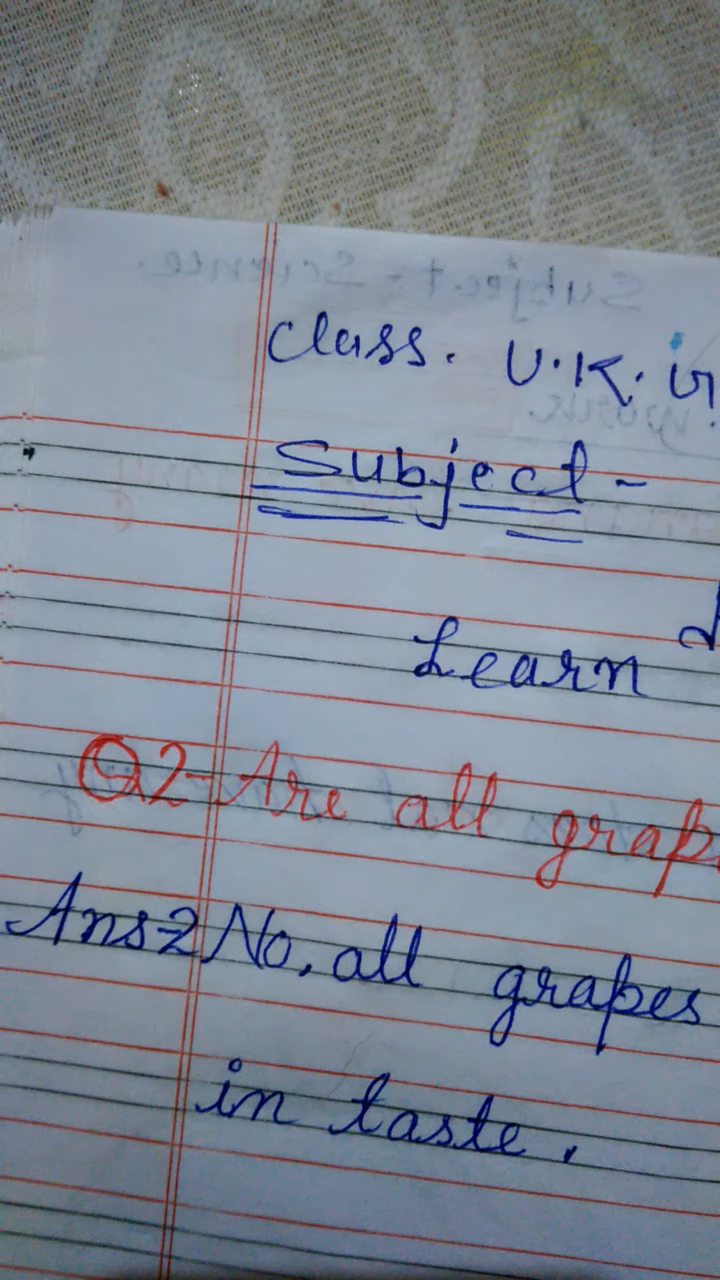 Class. U.K.G.
Subject -
Learn
Q2- Are all grap
Ans2 No, all grapes
in taste.